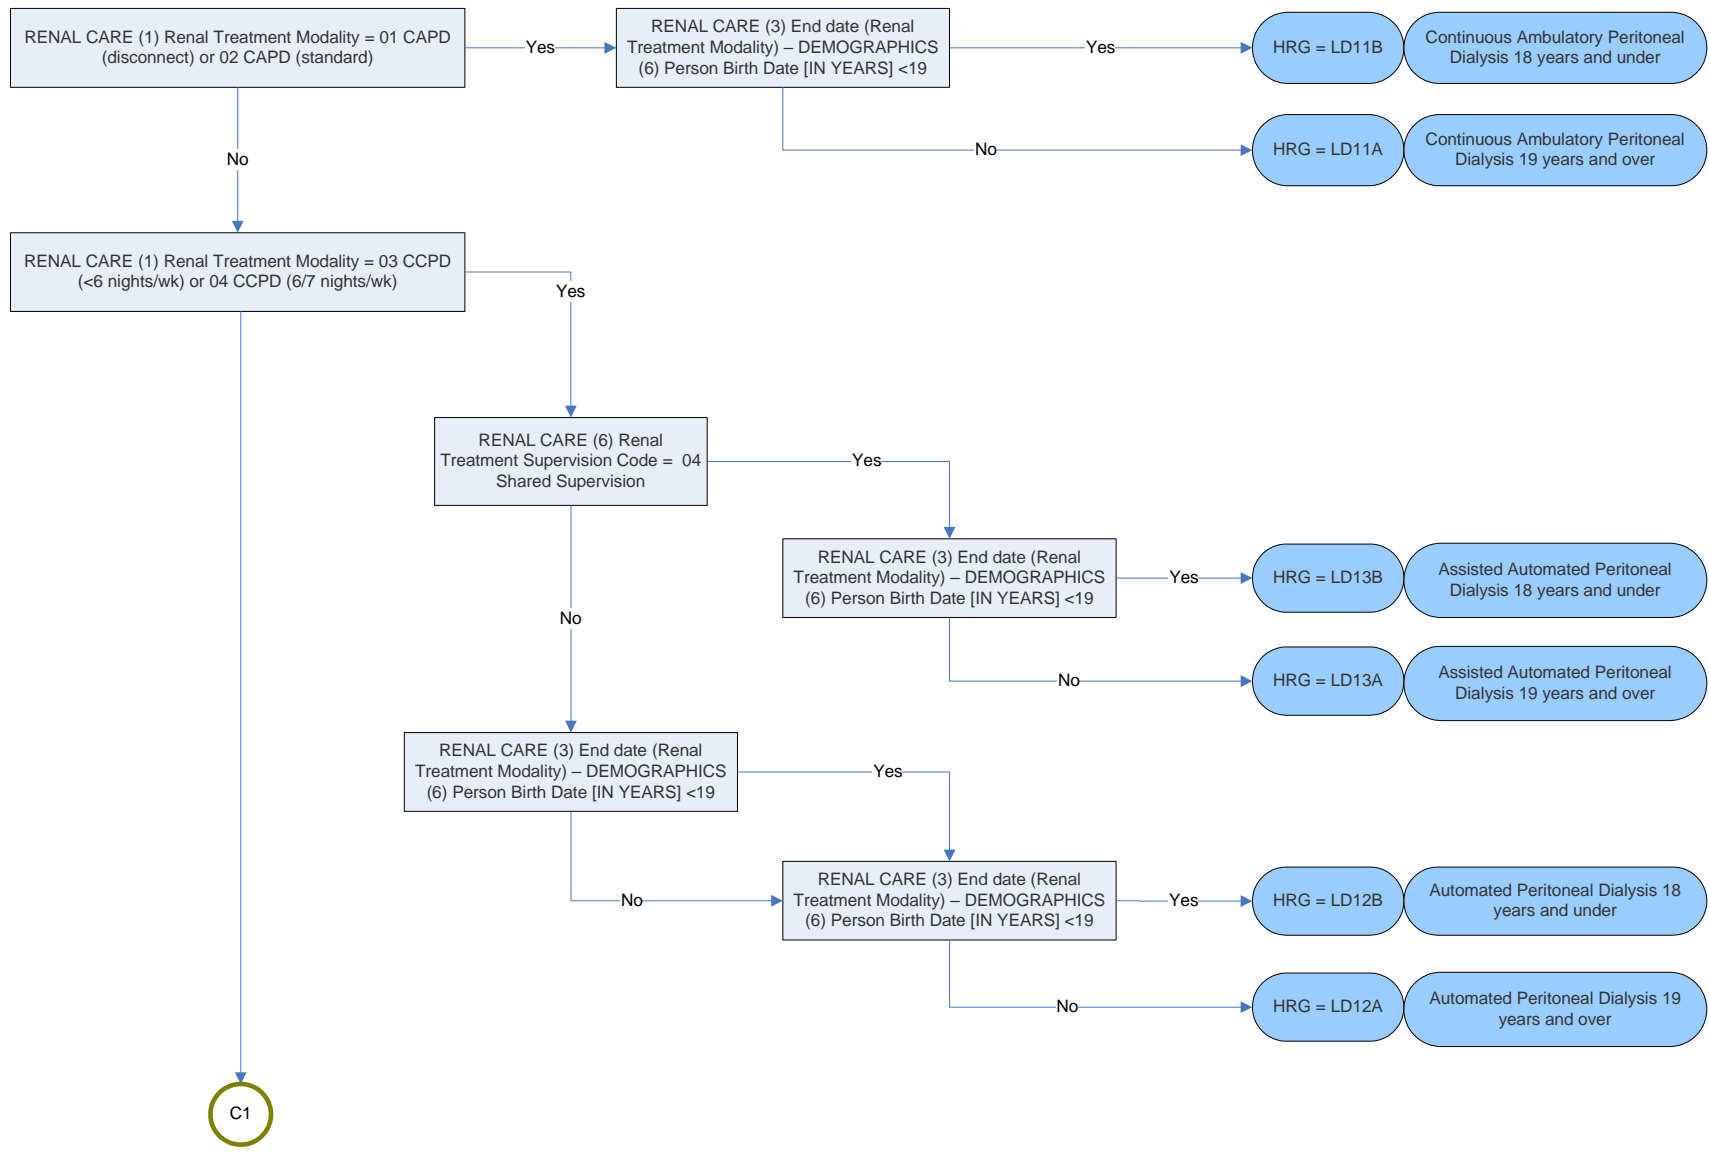 RENAL CARE (1) Renal Treatment Modality = 01 CAPD
(disconnect) or 02 CAPD (standard)
Yes
RENAL CARE (3) End date (Renal
Treatment Modality) – DEMOGRAPHICS
(6) Person Birth Date [IN YEARS] <19
Yes
HRG = LD11B
Continuous Ambulatory Peritoneal
Dialysis 18 years and under
No
HRG = LD11A
Continuous Ambulatory Peritoneal
Dialysis 19 years and over
No
RENAL CARE (1) Renal Treatment Modality = 03 CCPD
(<6 nights/wk) or 04 CCPD (6/7 nights/wk)
Yes
RENAL CARE (6) Renal
Treatment Supervision Code =  04
Shared Supervision
Yes
RENAL CARE (3) End date (Renal
Treatment Modality) – DEMOGRAPHICS
(6) Person Birth Date [IN YEARS] <19
Yes
HRG = LD13B
Assisted Automated Peritoneal
Dialysis 18 years and under
No
HRG = LD13A
Assisted Automated Peritoneal
Dialysis 19 years and over
No
RENAL CARE (3) End date (Renal
Treatment Modality) – DEMOGRAPHICS
(6) Person Birth Date [IN YEARS] <19
Yes
No
RENAL CARE (3) End date (Renal
Treatment Modality) – DEMOGRAPHICS
(6) Person Birth Date [IN YEARS] <19
Yes
HRG = LD12B
Automated Peritoneal Dialysis 18
years and under
No
HRG = LD12A
Automated Peritoneal Dialysis 19
years and over
C1